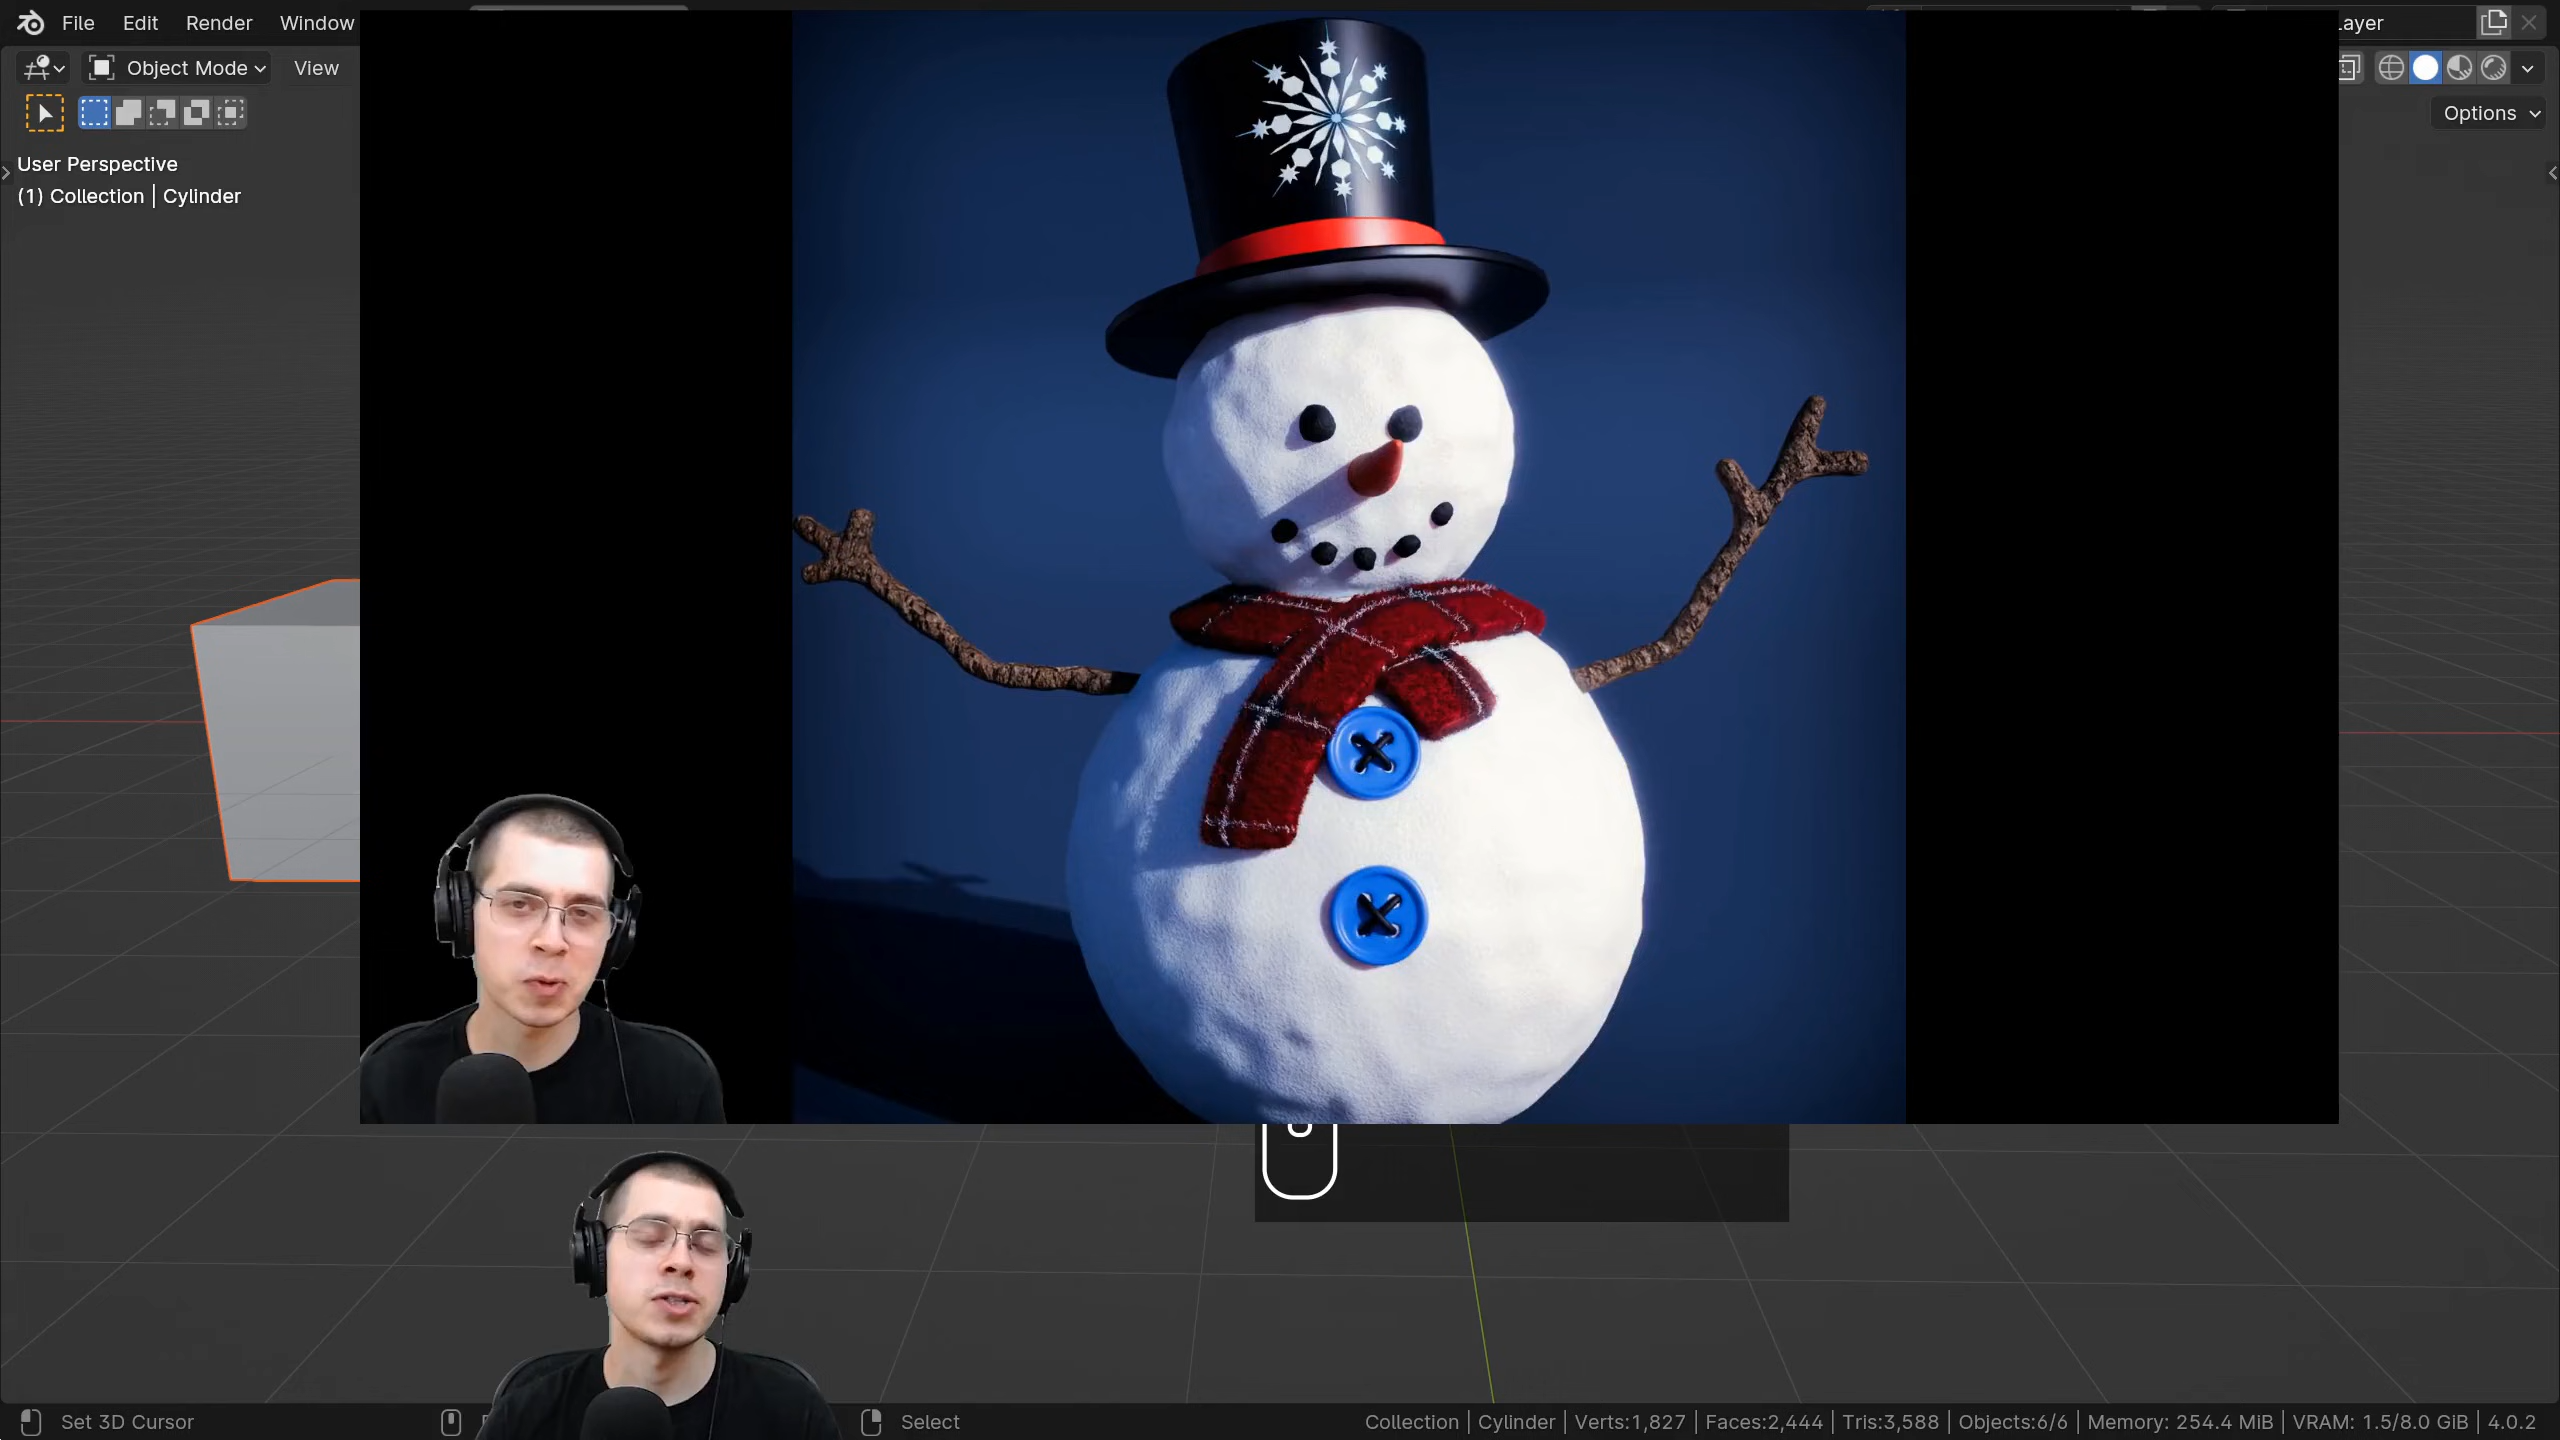 File Edit Render Window
Layer
Object Mode View
Options
User Perspective
(1) Collection | Cylinder
Set 3D Cursor
Select
Collection | Cylinder | Verts:1,827 | Faces:2,444 | Tris:3,588 | Objects:6/6 | Memory: 254.4 MiB | VRAM: 1.5/8.0 GiB | 4.0.2